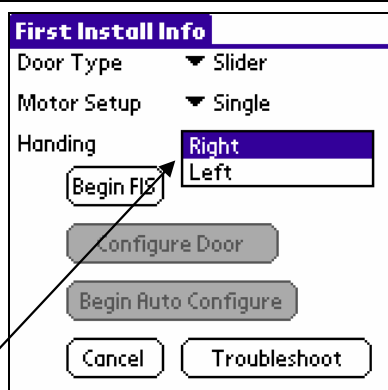 First Install Info
Door Type Slider
Motor Setup Single
Handing Right
Left
Begin FIS
Configure Door
Begin Auto Configure
Cancel Troubleshoot